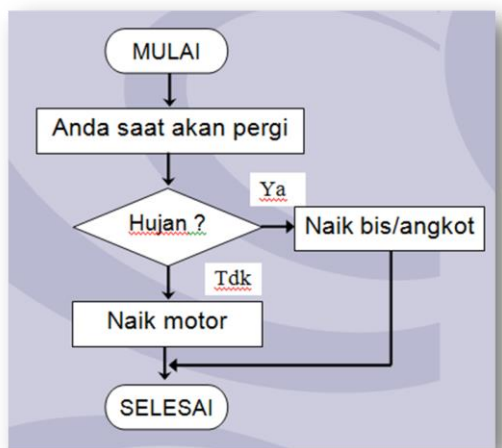 MULAI
Anda saat akan pergi
Ya
Hujan ?
Naik bis/angkot
Tdk
Naik motor
SELESAI